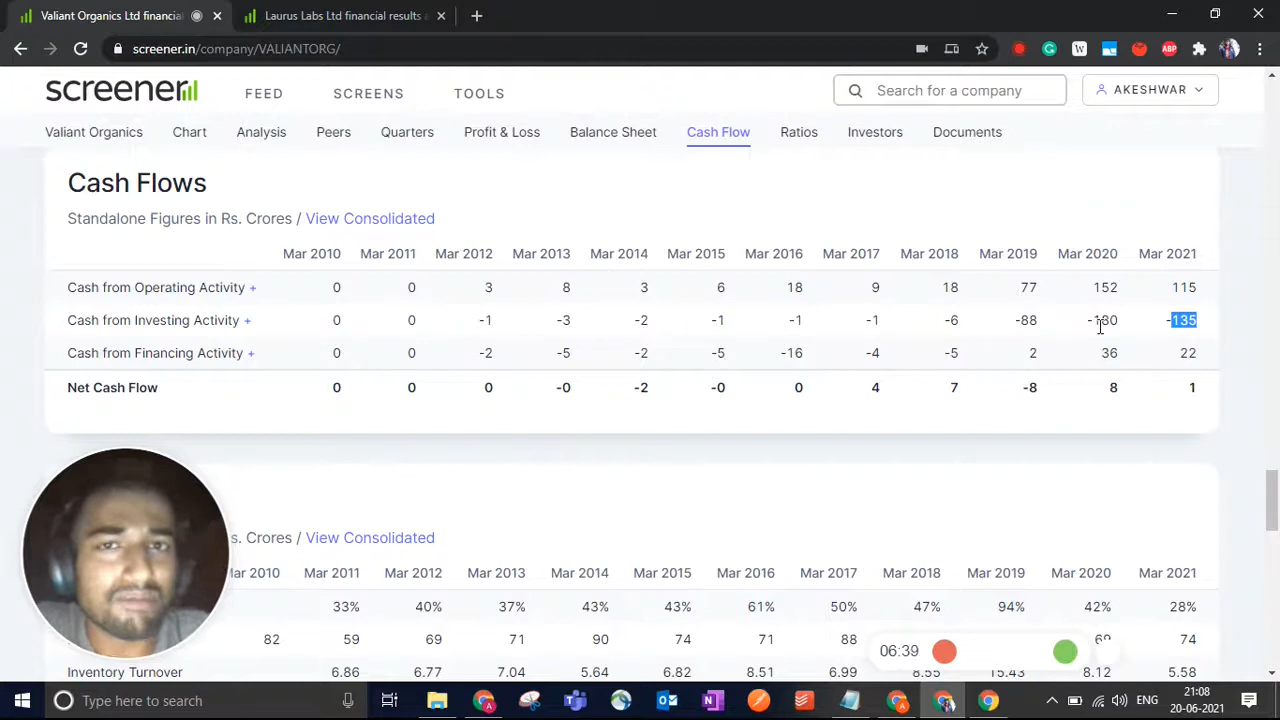 Valiant Organics Ltd financial
Laurus Labs Ltd financial results a
screener.in/company/VALIANTORG/
screener
FEED SCREENS TOOLS
Search for a company
AKESHWAR
Valiant Organics Chart Analysis Peers Quarters Profit & Loss Balance Sheet Cash Flow Ratios Investors Documents
Cash Flows
Standalone Figures in Rs. Crores / View Consolidated
Mar 2010 Mar 2011 Mar 2012 Mar 2013 Mar 2014 Mar 2015 Mar 2016 Mar 2017 Mar 2018 Mar 2019 Mar 2020 Mar 2021
Cash from Operating Activity + 0 0 3 8 3 6 18 9 18 77 152 115
Cash from Investing Activity + 0 0 -1 -3 -2 -1 -1 -1 -6 -88 -135
Cash from Financing Activity + 0 0 -2 -5 -2 -5 -16 -4 -5 2 36 22
Net Cash Flow 0 0 0 -0 -2 -0 0 4 7 -8 8 1
s. Crores / View Consolidated
Mar 2010 Mar 2011 Mar 2012 Mar 2013 Mar 2014 Mar 2015 Mar 2016 Mar 2017 Mar 2018 Mar 2019 Mar 2020 Mar 2021
33% 40% 37% 43% 43% 61% 50% 47% 94% 42% 28%
82 59 69 71 90 74 71 88 74
06:39
Inventory Turnover 6.86 6.77 7.04 5.64 6.82 8.51 6.99 8.55 15.43 8.12 5.58
Type here to search
ENG
21:08
20-06-2021